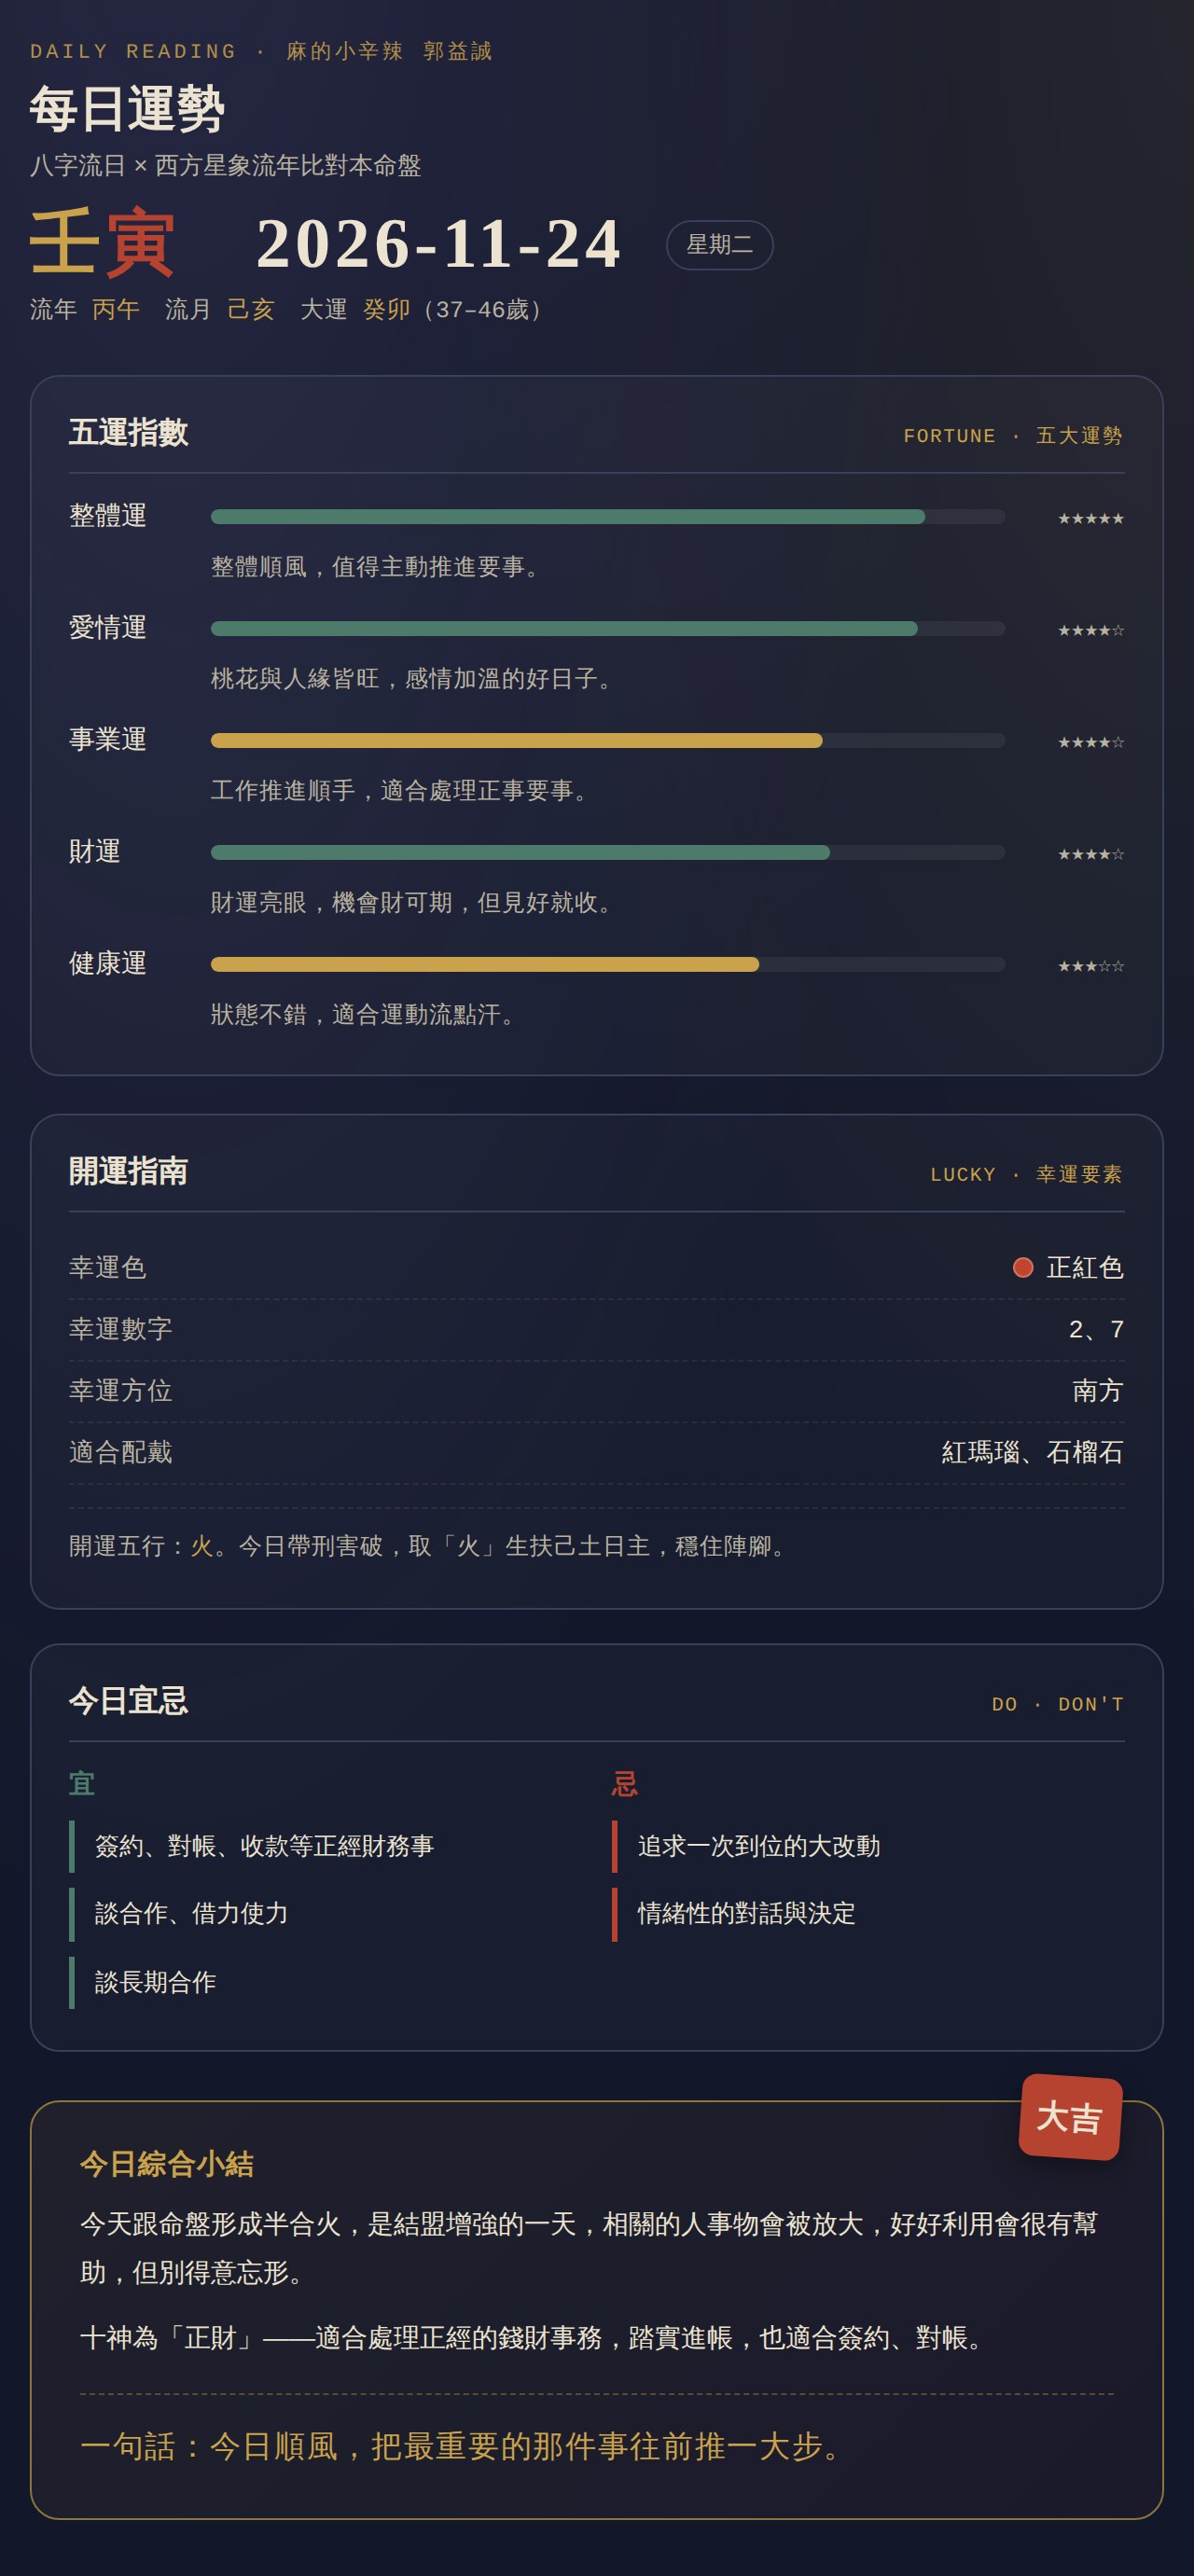 DAILY READING · 麻的小辛辣 郭益誠
每日運勢
八字流日 × 西方星象流年比對本命盤
壬寅 2026-11-24 星期二
流年 丙午 流月 己亥 大運 癸卯（37–46歲）
五運指數 FORTUNE · 五大運勢
整體運 ★★★★★
整體順風，值得主動推進要事。
愛情運 ★★★★☆
桃花與人緣皆旺，感情加溫的好日子。
事業運 ★★★★☆
工作推進順手，適合處理正事要事。
財運 ★★★★☆
財運亮眼，機會財可期，但見好就收。
健康運 ★★★☆☆
狀態不錯，適合運動流點汗。
開運指南 LUCKY · 幸運要素
幸運色 正紅色
幸運數字 2、7
幸運方位 南方
適合配戴 紅瑪瑙、石榴石
開運五行：火。今日帶刑害破，取「火」生扶己土日主，穩住陣腳。
今日宜忌 DO · DON'T
宜 忌
簽約、對帳、收款等正經財務事 追求一次到位的大改動
談合作、借力使力 情緒性的對話與決定
談長期合作
大吉
今日綜合小結
今天跟命盤形成半合火，是結盟增強的一天，相關的人事物會被放大，好好利用會很有幫
助，但別得意忘形。
十神為「正財」——適合處理正經的錢財事務，踏實進帳，也適合簽約、對帳。
一句話：今日順風，把最重要的那件事往前推一大步。